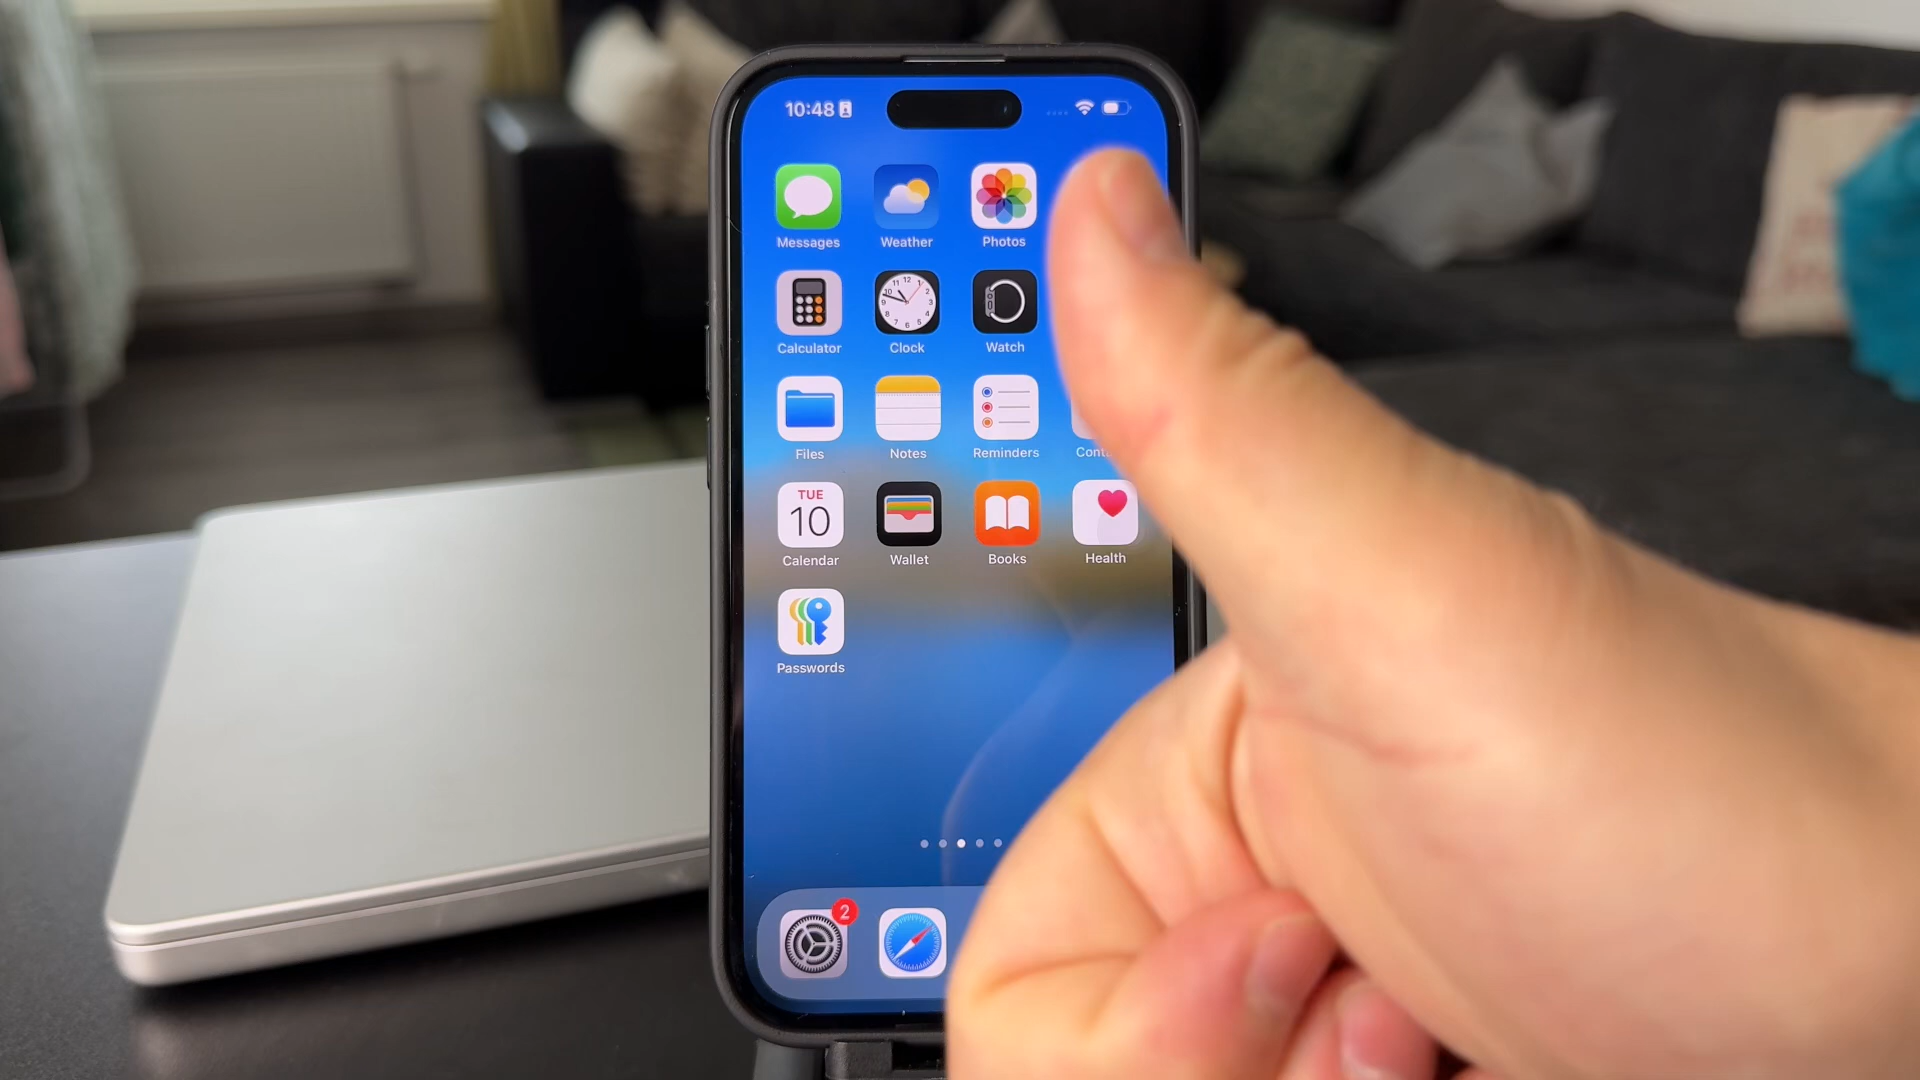 10:48
Messages Weather Photos
Calculator Clock Watch
Files Notes Reminders Cont
TUE
10
Calendar Wallet Books Health
Passwords
2